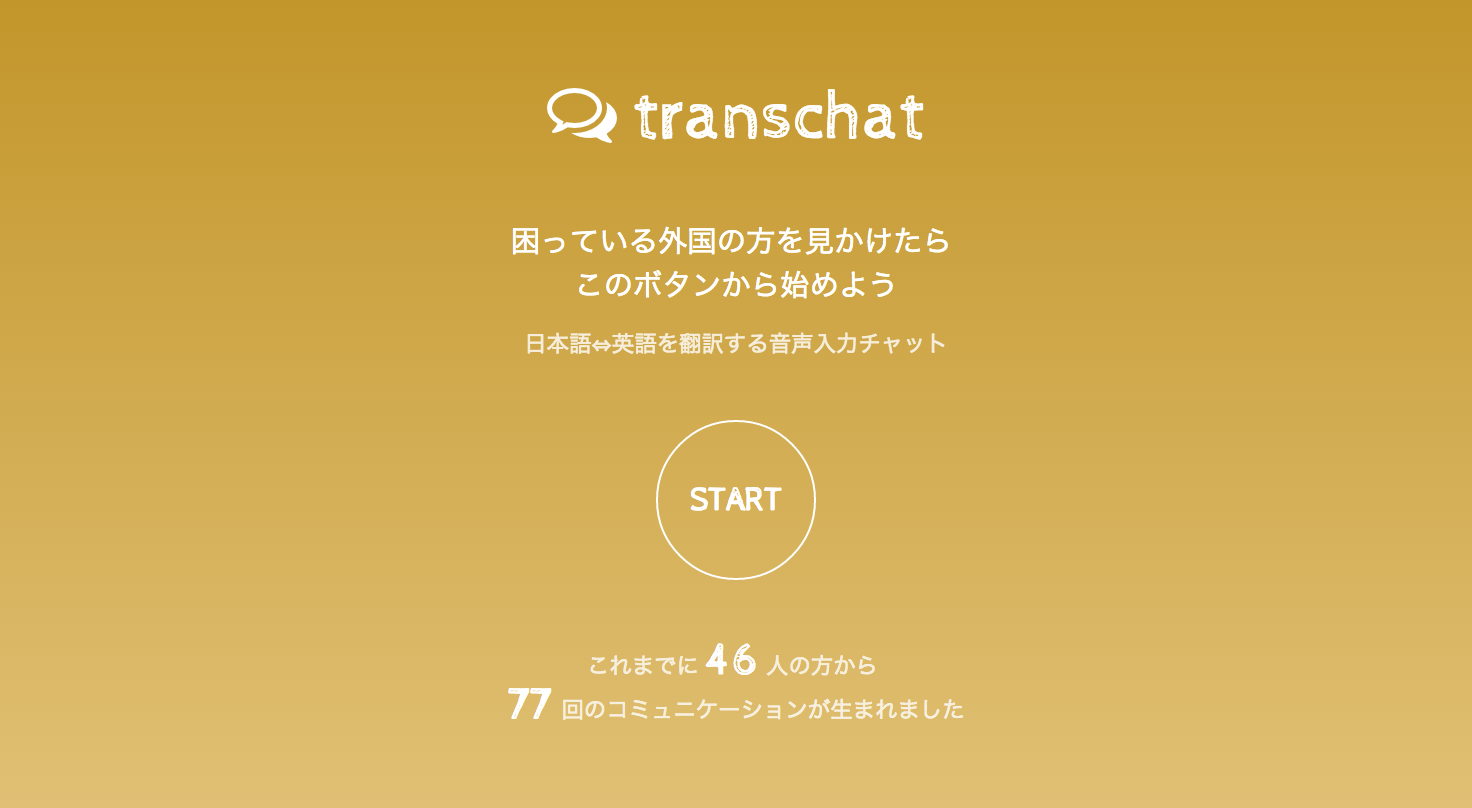 transchat
困っている外国の方を見かけたら
このボタンから始めよう
日本語⇔英語を翻訳する音声入力チャット
START
これまでに 46 人の方から
77 回のコミュニケーションが生まれました